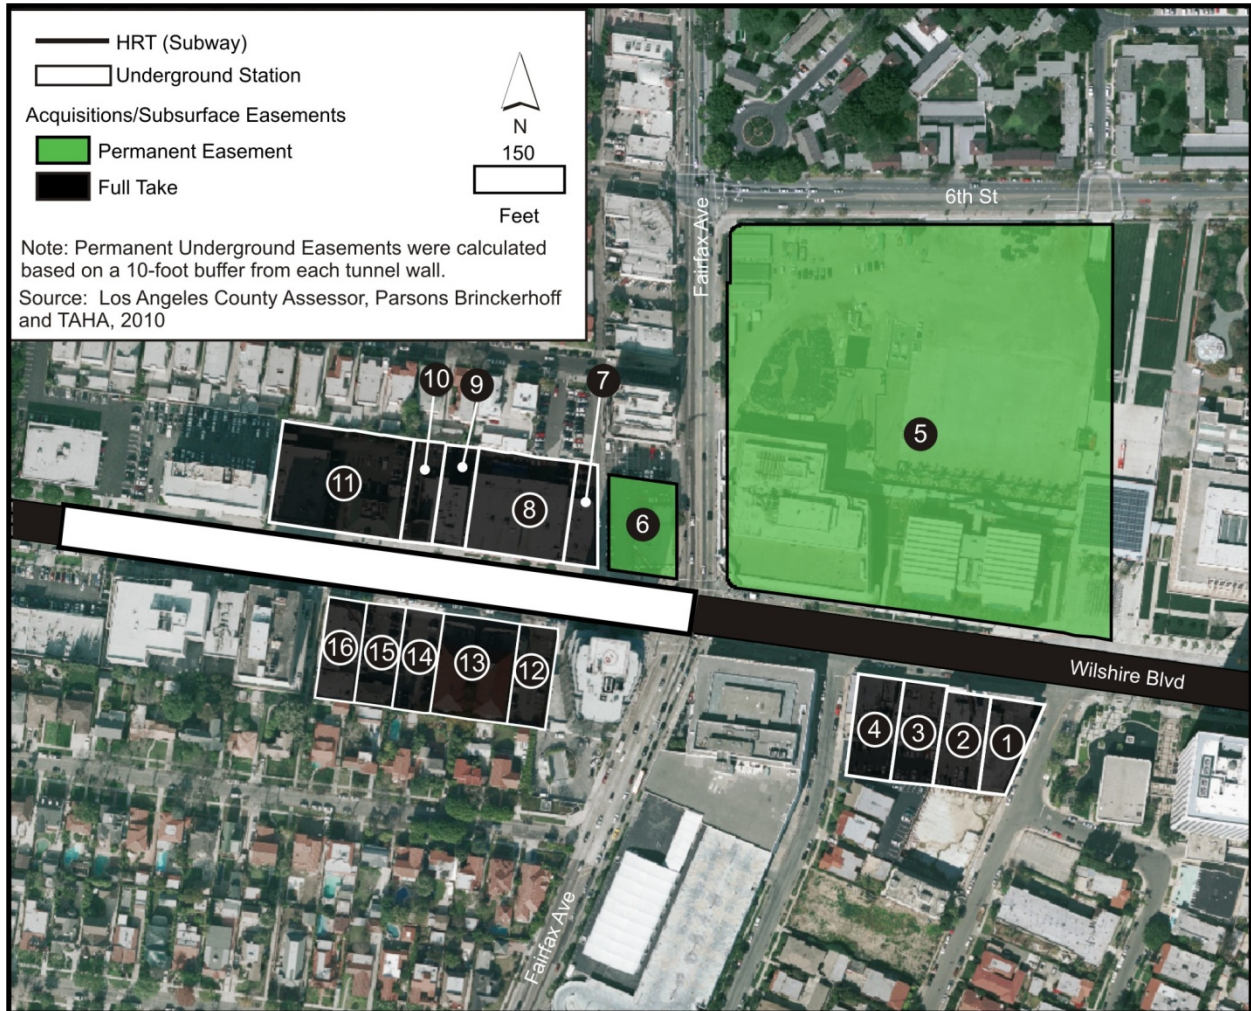 HRT (Subway)
Underground Station
Acquisitions/Subsurface Easements
Permanent Easement
Full Take
N
150
Feet
Note: Permanent Underground Easements were calculated
based on a 10-foot buffer from each tunnel wall.
Source: Los Angeles County Assessor, Parsons Brinckerhoff
and TAHA, 2010
6th St
Fairfax Ave
10
9
7
5
11
8
6
16
15
14
13
12
Wilshire Blvd
4
3
2
1
Fairfax Ave